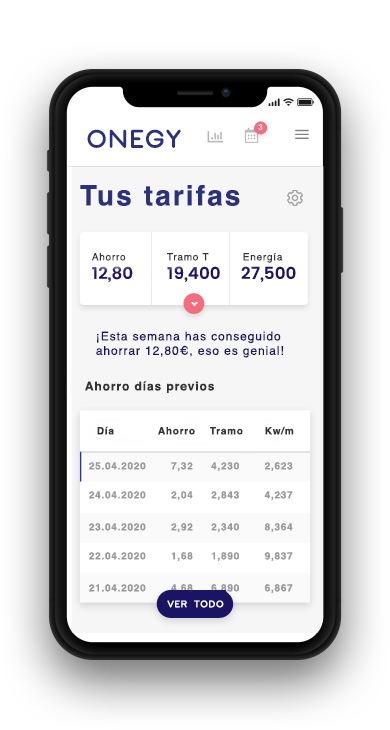 ONEGY
3
Tus tarifas
Ahorro Tramo T Energía
12,80 19,400 27,500
¡Esta semana has conseguido
ahorrar 12,80€, eso es genial!
Ahorro días previos
Día Ahorro Tramo Kw/m
25.04.2020 7,32 4,230 2,623
24.04.2020 2,04 2,843 4,237
23.04.2020 2,92 2,340 8,364
22.04.2020 1,68 1,890 9,837
21.04.2020 4,68 6,890 6,867
VER TODO